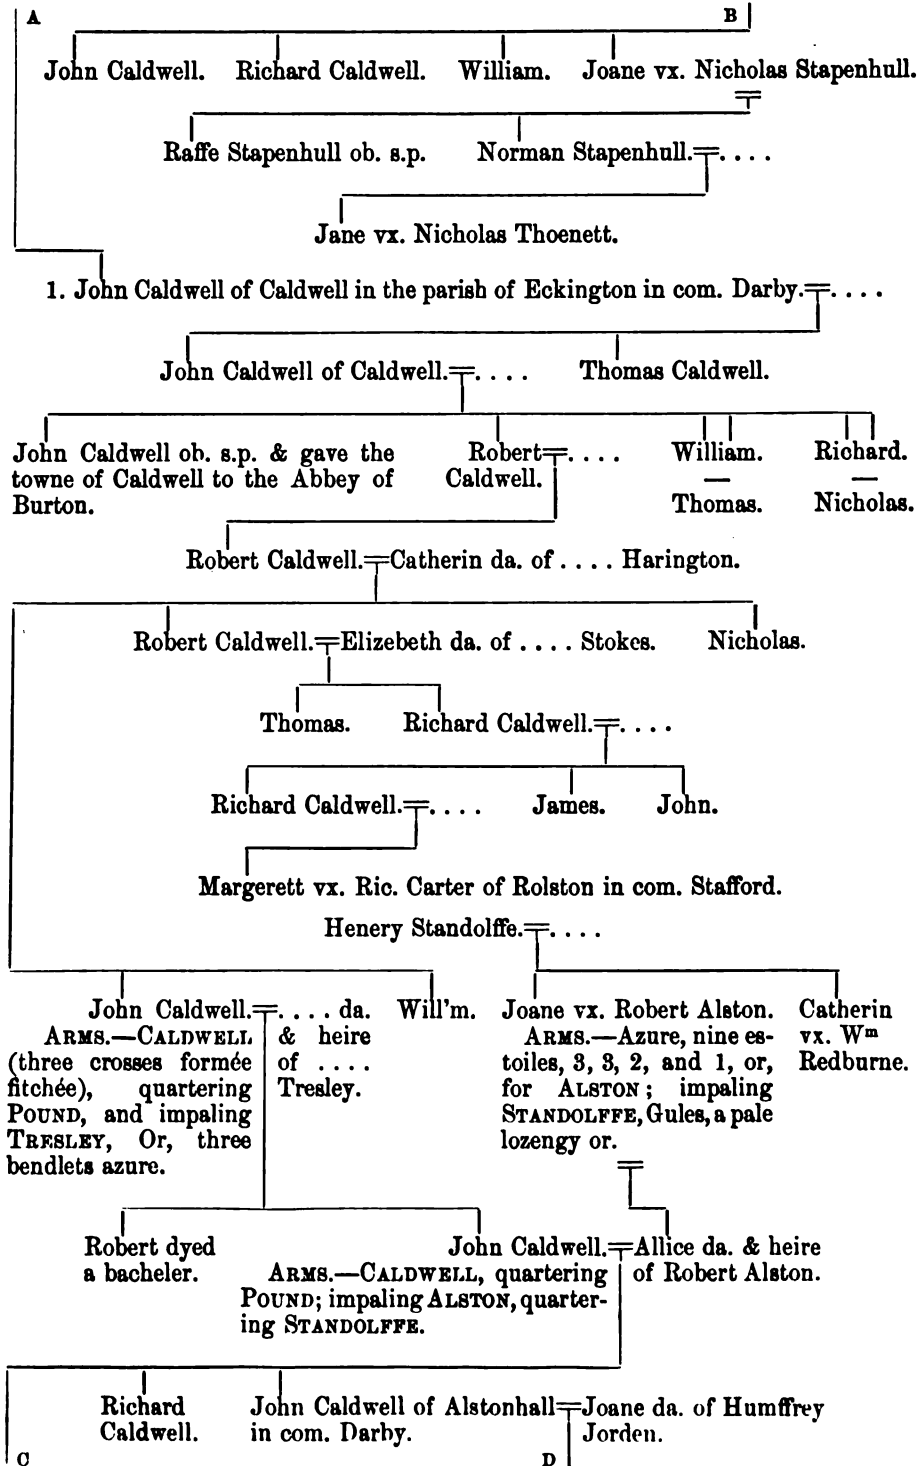 A B
John Caldwell. Richard Caldwell. William. Joane vx. Nicholas Stapenhull.
Raffe Stapenhull ob. s.p. Norman Stapenhull.=. . . .
Jane vx. Nicholas Thoenett.
1. John Caldwell of Caldwell in the parish of Eckington in com. Darby.=. . . .
John Caldwell of Caldwell.=. . . . Thomas Caldwell.
John Caldwell ob. s.p. & gave the
towne of Caldwell to the Abbey of
Burton.
Robert=. . . .
Caldwell.
William.
—
Thomas.
Richard.
—
Nicholas.
Robert Caldwell.=Catherin da. of . . . . Harington.
Robert Caldwell.=Elizebeth da. of . . . . Stokes. Nicholas.
Thomas. Richard Caldwell.=. . . .
Richard Caldwell.=. . . . James. John.
Margerett vx. Ric. Carter of Rolston in com. Stafford.
Henery Standolffe.=. . . .
John Caldwell.=
ARMS.—CALDWELL
(three crosses formée
fitchée), quartering
POUND, and impaling
TRESLEY, Or, three
bendlets azure.
. . . . da.
& heire
of . . . .
Tresley.
Will'm.
Joane vx. Robert Alston.
ARMS.—Azure, nine es-
toiles, 3, 3, 2, and 1, or,
for ALSTON; impaling
STANDOLFFE, Gules, a pale
lozengy or.
Catherin
vx. Wm
Redburne.
Robert dyed
a bacheler.
John Caldwell.=
ARMS.—CALDWELL, quartering
POUND; impaling ALSTON, quarter-
ing STANDOLFFE.
Allice da. & heire
of Robert Alston.
Richard
Caldwell.
John Caldwell of Alstonhall=
in com. Darby.
Joane da. of Humffrey
Jorden.
C D